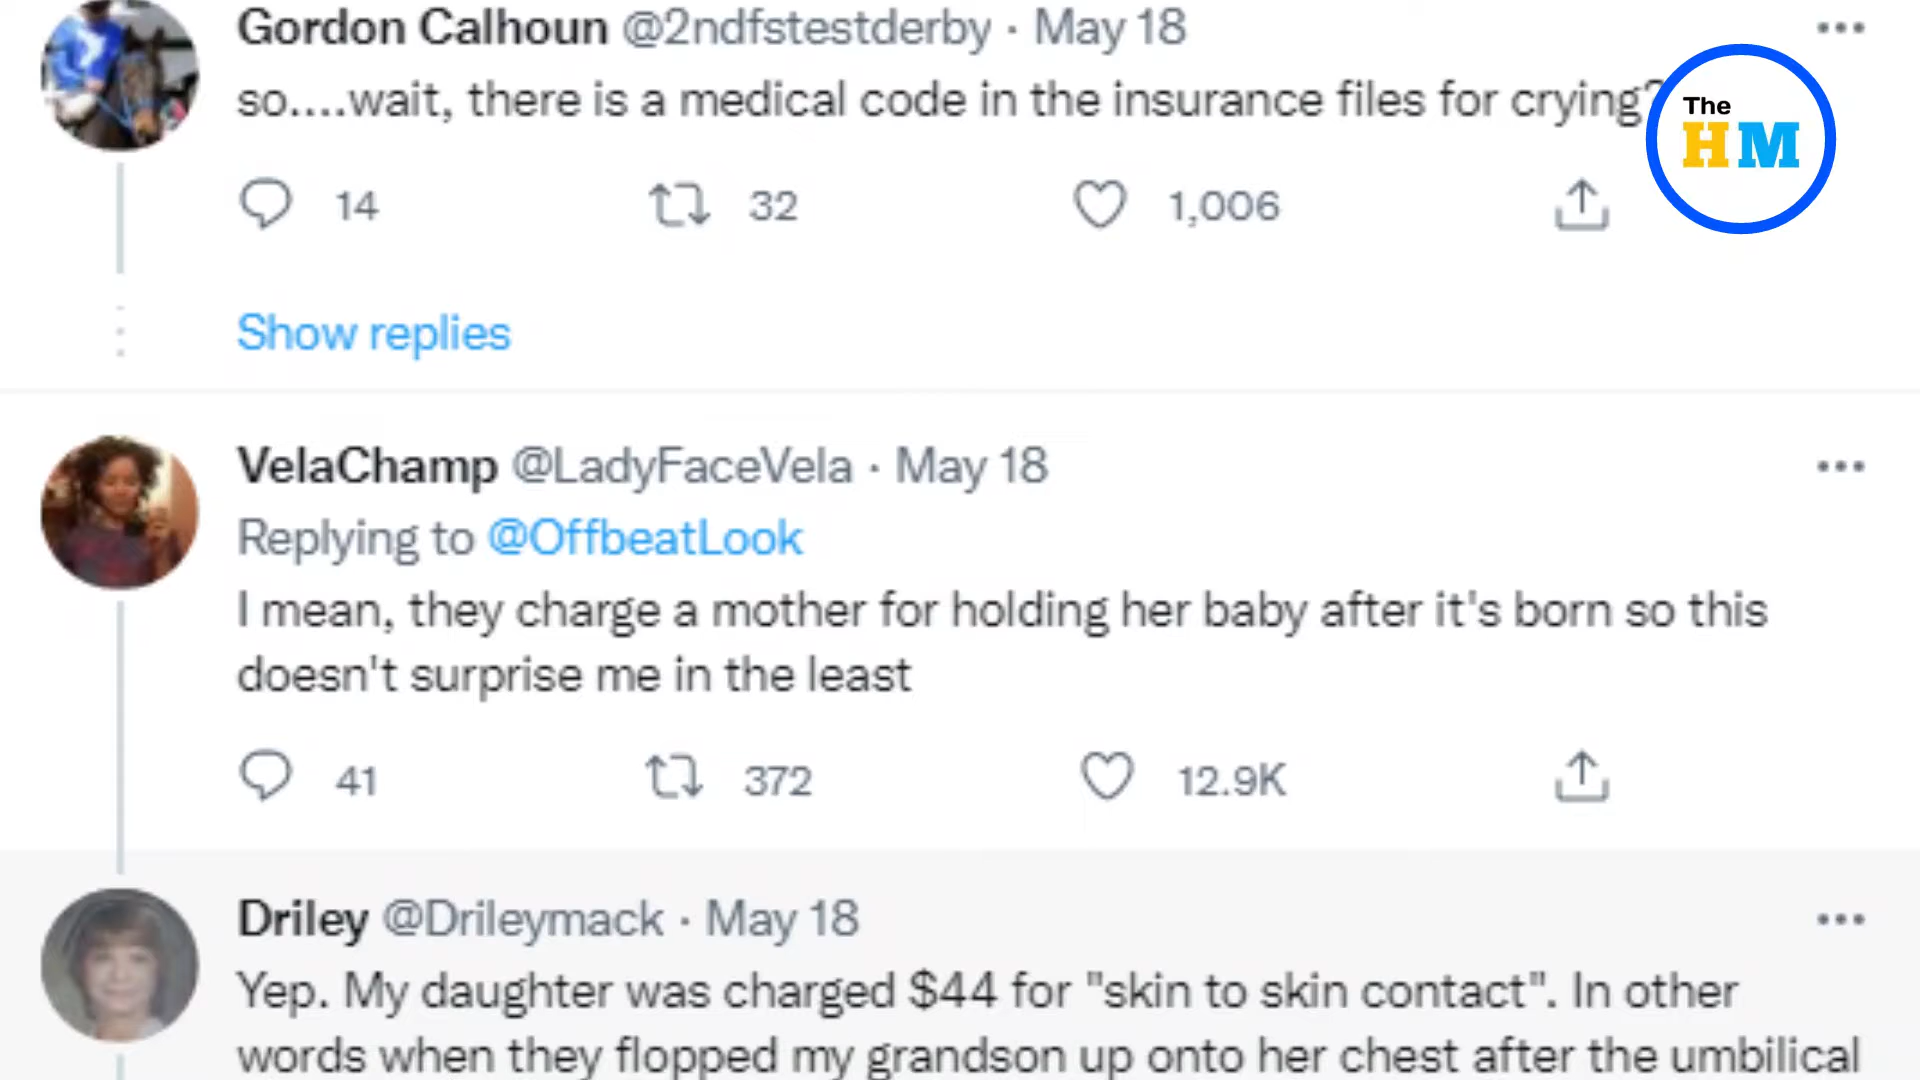 Gordon Calhoun @2ndfstestderby · May 18
so....wait, there is a medical code in the insurance files for crying?
The
HM
14 32 1,006
Show replies
VelaChamp @LadyFaceVela · May 18
Replying to @OffbeatLook
I mean, they charge a mother for holding her baby after it's born so this
doesn't surprise me in the least
41 372 12.9K
Driley @Drileymack · May 18
Yep. My daughter was charged $44 for "skin to skin contact". In other
words when they flopped my grandson up onto her chest after the umbilical